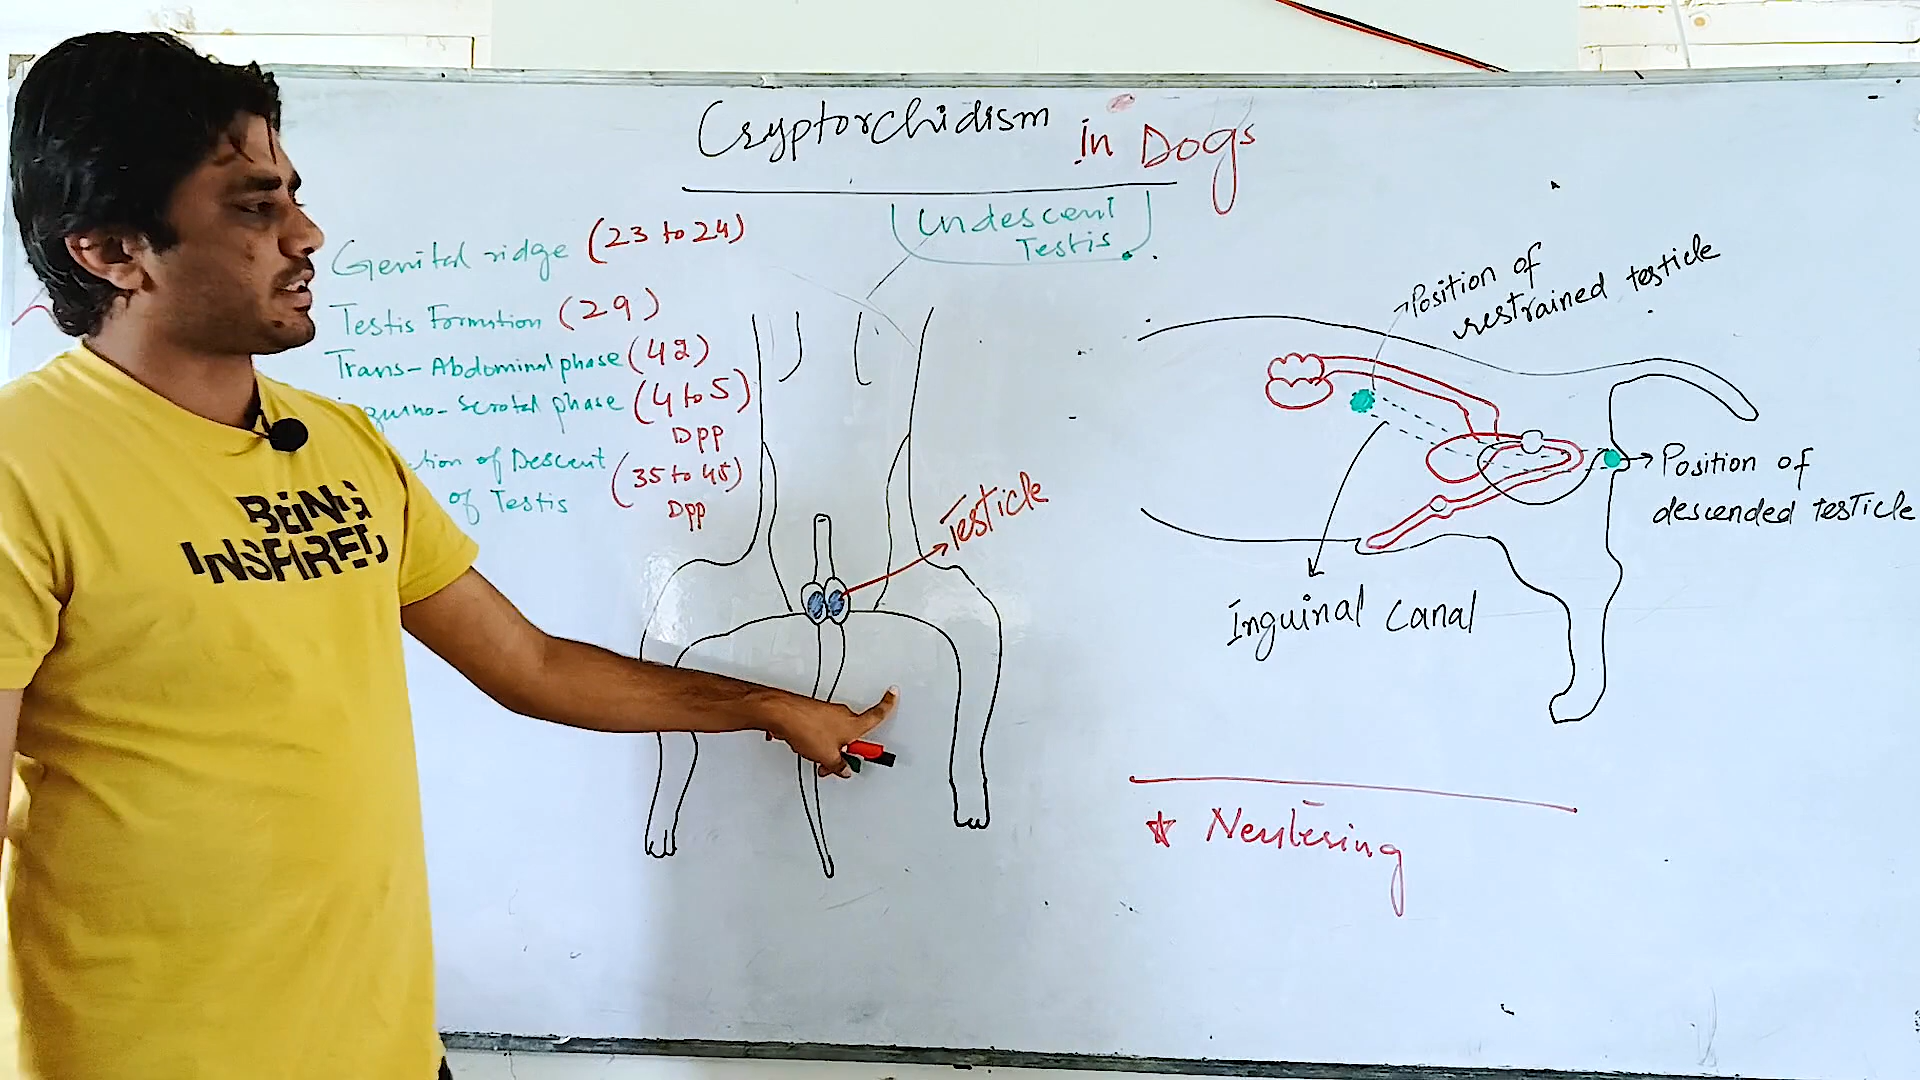 Cryptorchidism in Dogs
Undescent
Testis.
Genital ridge (23 to 24)
Testis Formation (29)
Trans-Abdominal phase (42)
Scrotal phase (4 to 5)
Dpp
of Descent (35 to 45)
of Testis Dpp
Testicle
Position of
restrained testicle
Position of
descended Testicle
Inguinal canal
* Neutering
BEING
INSPIRED